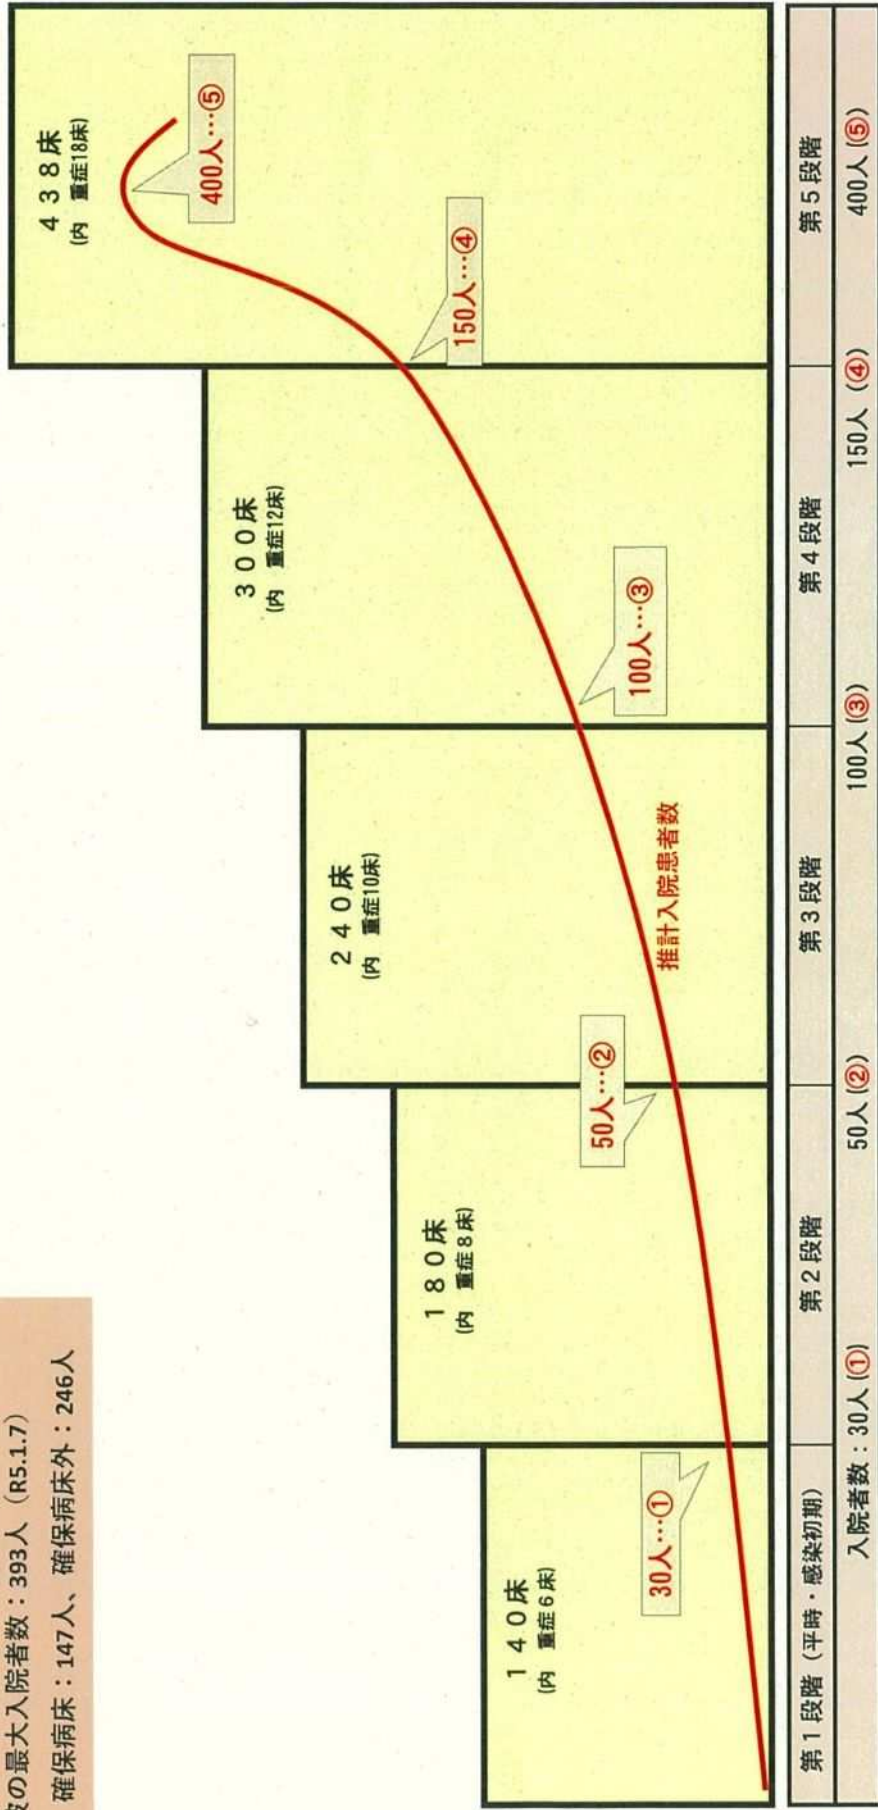 の最大入院者数：393人（R5.1.7）
確保病床：147人、確保病床外：246人
140床
(内　重症6床)
180床
(内　重症8床)
240床
(内　重症10床)
300床
(内　重症12床)
438床
(内　重症18床)
30人…①
50人…②
100人…③
150人…④
400人…⑤
推計入院患者数
第1段階（平時・感染初期）
第2段階
第3段階
第4段階
第5段階
入院者数：30人(①)
50人(②)
100人(③)
150人 (④)
400人(⑤)